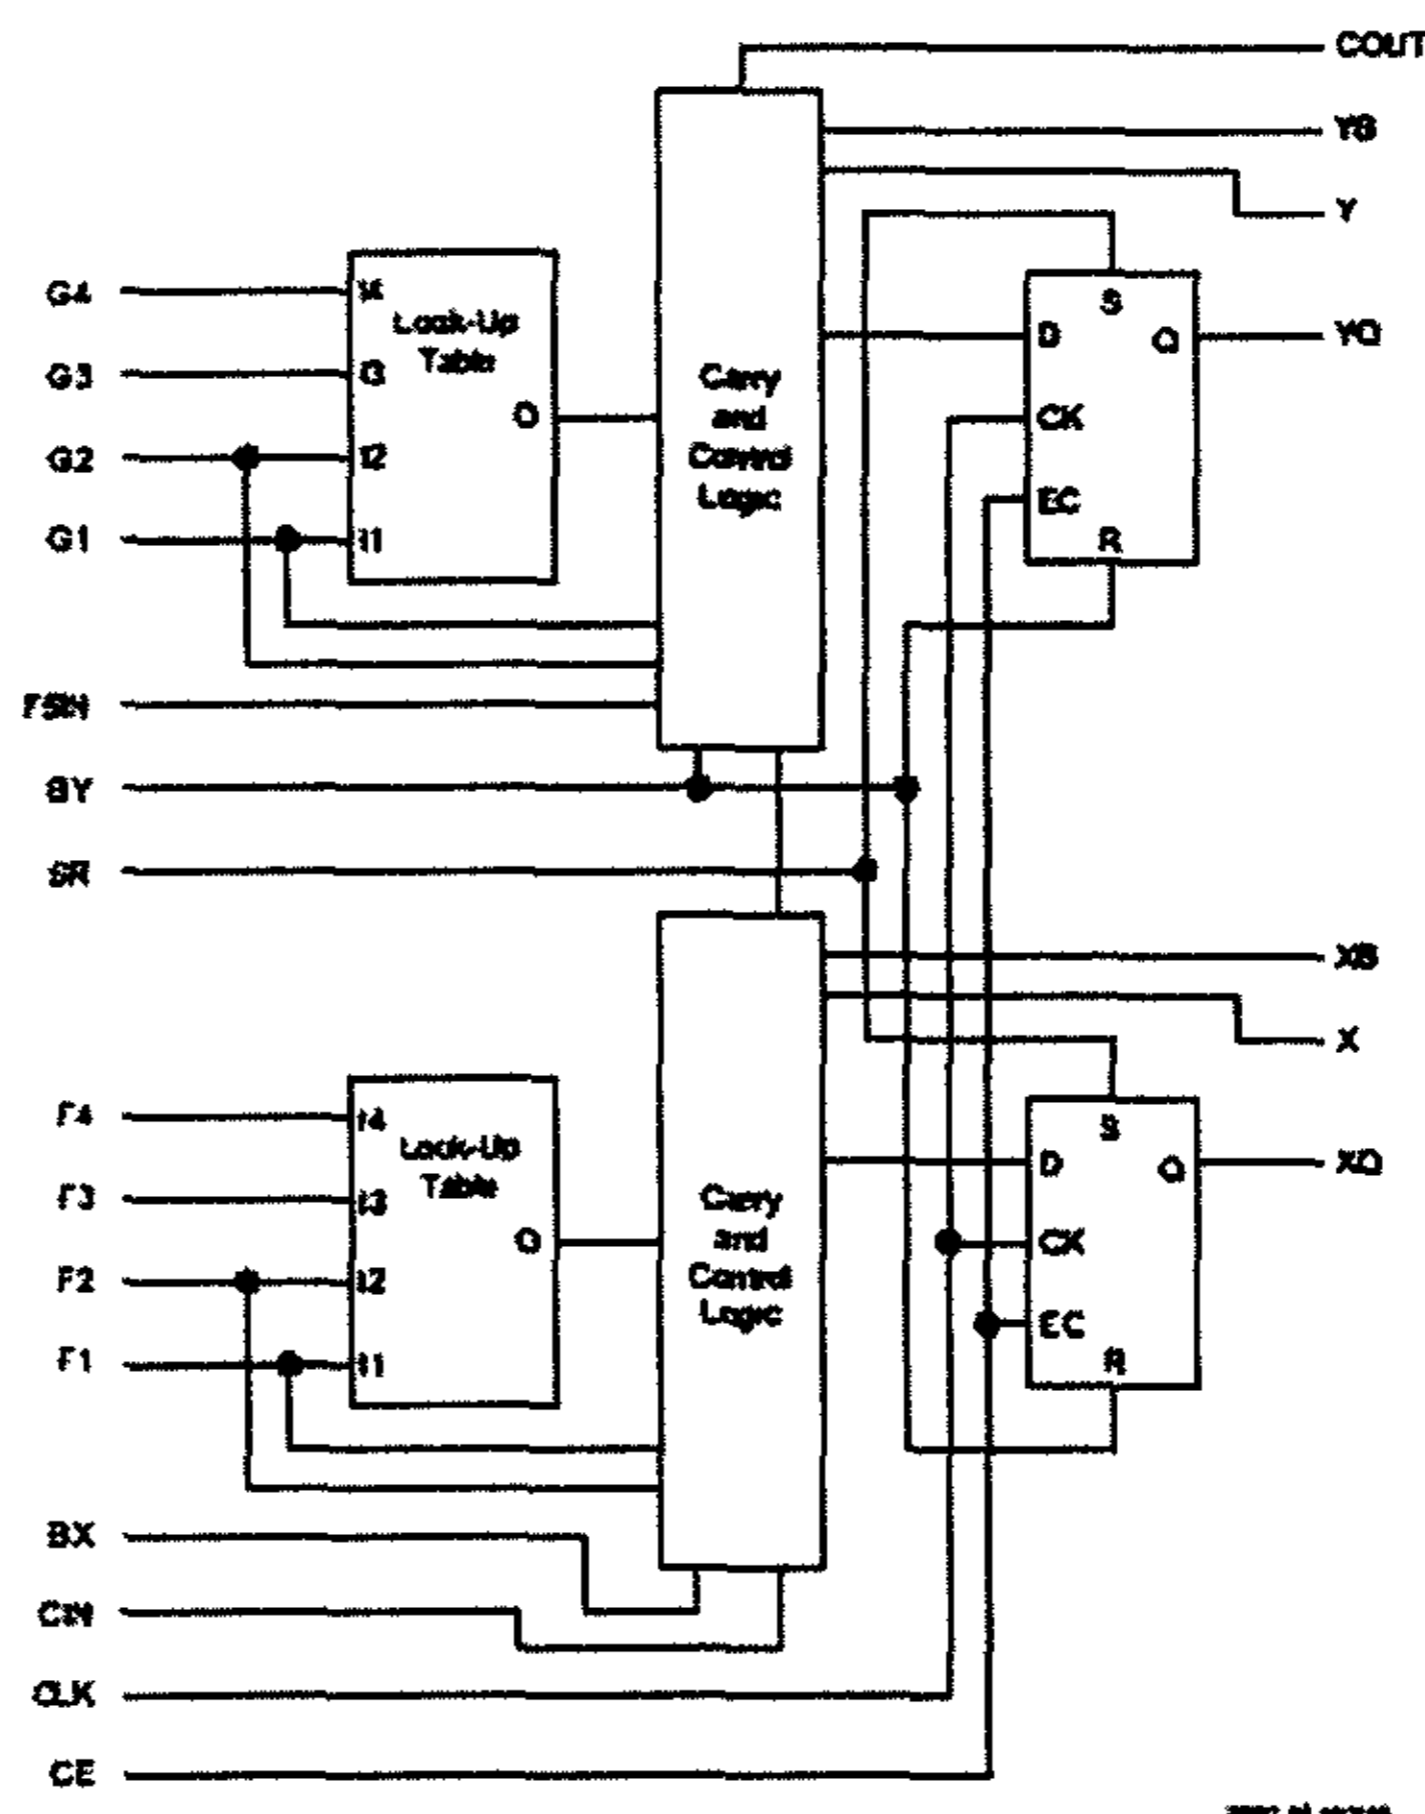 COUT
YB
Y
G4
I4
Look-Up
Table
G3
I3
O
G2
I2
G1
I1
Carry
and
Control
Logic
S
D
Q
YQ
CK
EC
R
F5IN
BY
SR
XB
X
F4
I4
Look-Up
Table
F3
I3
O
F2
I2
F1
I1
Carry
and
Control
Logic
S
D
Q
XQ
CK
EC
R
BX
CIN
CLK
CE